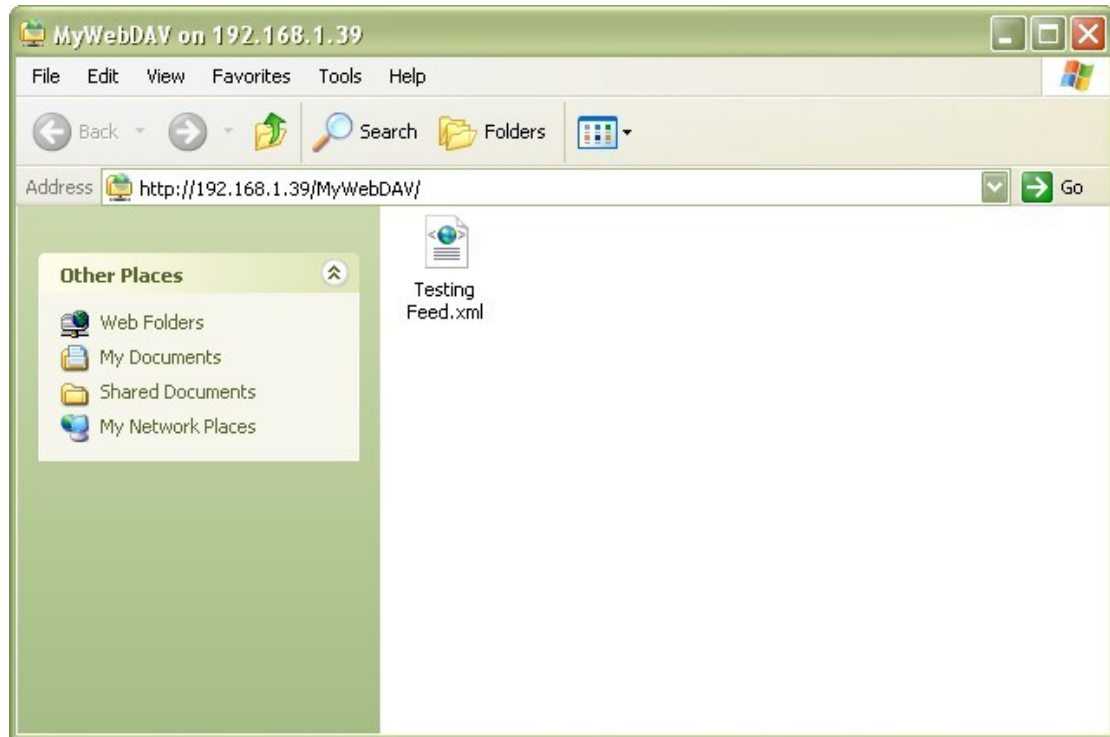 MyWebDAV on 192.168.1.39
File Edit View Favorites Tools Help
Back Search Folders
Address http://192.168.1.39/MyWebDAV/ Go
Other Places
Web Folders
My Documents
Shared Documents
My Network Places
Testing
Feed.xml